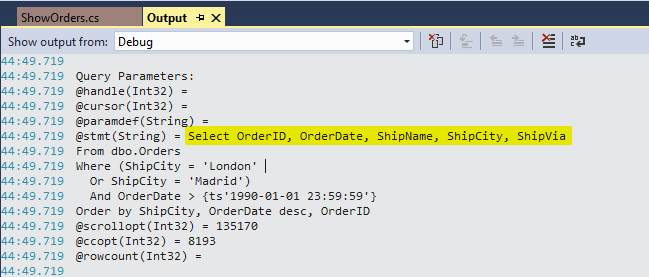 ShowOrders.cs
Output
Show output from: Debug
44:49.719
44:49.719 Query Parameters:
44:49.719 @handle(Int32) =
44:49.719 @cursor(Int32) =
44:49.719 @paramdef(String) =
44:49.719 @stmt(String) = Select OrderID, OrderDate, ShipName, ShipCity, ShipVia
44:49.719 From dbo.Orders
44:49.719 Where (ShipCity = 'London'
44:49.719 Or ShipCity = 'Madrid')
44:49.719 And OrderDate > {ts'1990-01-01 23:59:59'}
44:49.719 Order by ShipCity, OrderDate desc, OrderID
44:49.719 @scrollopt(Int32) = 135170
44:49.719 @ccopt(Int32) = 8193
44:49.719 @rowcount(Int32) =
44:49.719